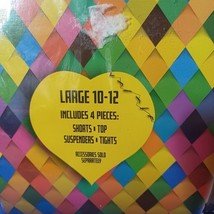 LARGE 10-12
INCLUDES 4 PIECES:
SHORTS & TOP
SUSPENDERS & TIGHTS
ACCESSORIES SOLD
SEPARATELY